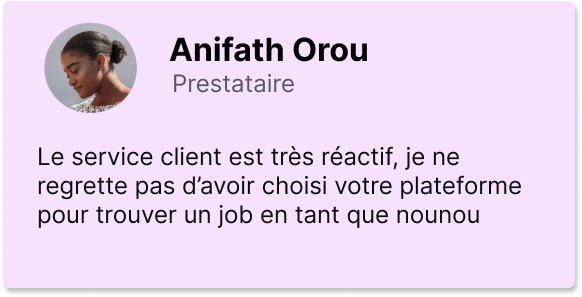 Anifath Orou
Prestataire
Le service client est très réactif, je ne
regrette pas d’avoir choisi votre plateforme
pour trouver un job en tant que nounou